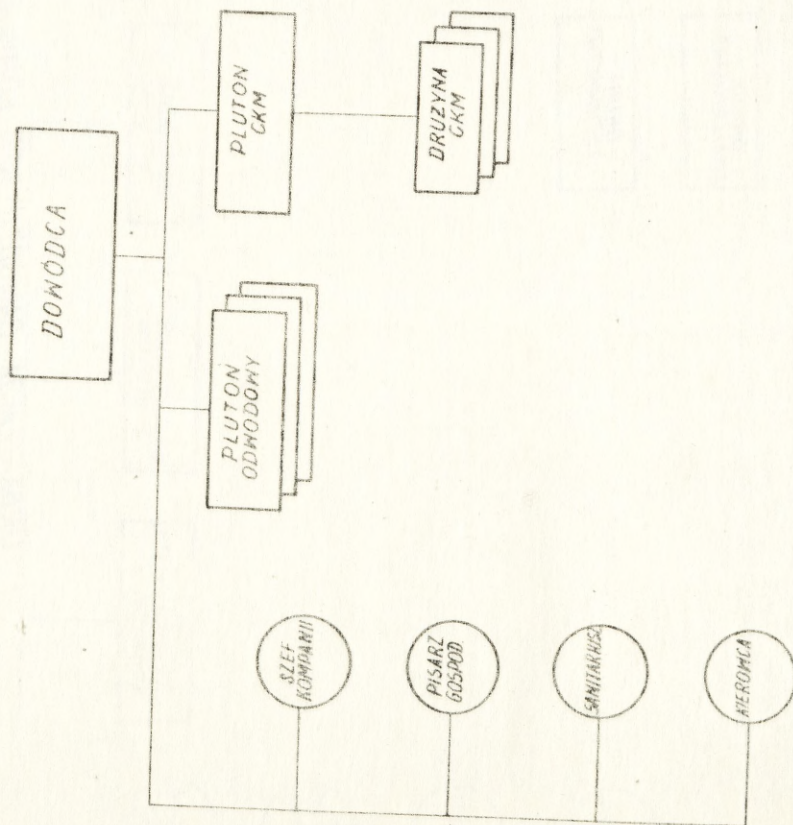 DOWÓDCA
PLUTON
ODWODOWY
PLUTON
CKM
DRUŻYNA
CKM
SZEF
KOMPANII
PISARZ
GOSPOD
SANITARIUSZ
KIEROWCA